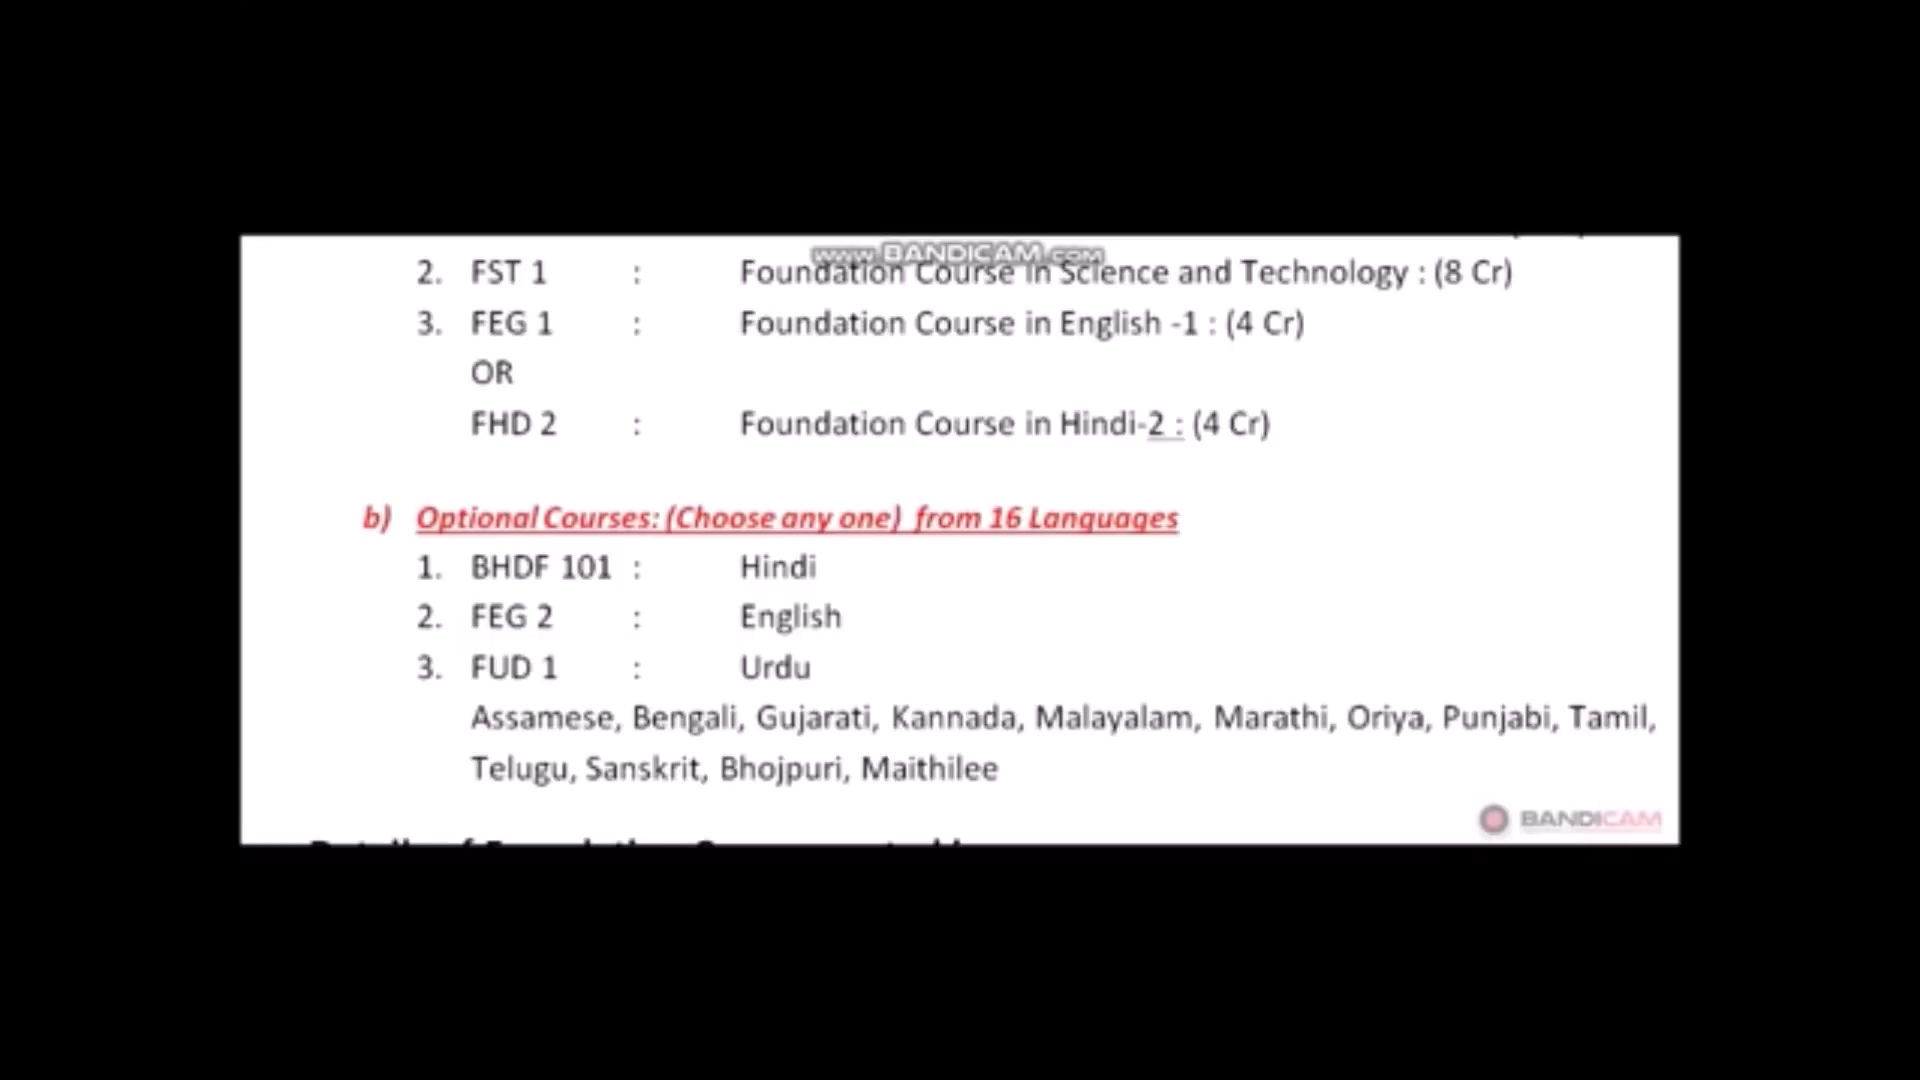 www.BANDICAM.com
2. FST 1 : Foundation Course in Science and Technology : (8 Cr)
3. FEG 1 : Foundation Course in English -1 : (4 Cr)
OR
FHD 2 : Foundation Course in Hindi-2 : (4 Cr)
b) Optional Courses: (Choose any one) from 16 Languages
1. BHDF 101 : Hindi
2. FEG 2 : English
3. FUD 1 : Urdu
Assamese, Bengali, Gujarati, Kannada, Malayalam, Marathi, Oriya, Punjabi, Tamil,
Telugu, Sanskrit, Bhojpuri, Maithilee
BANDICAM